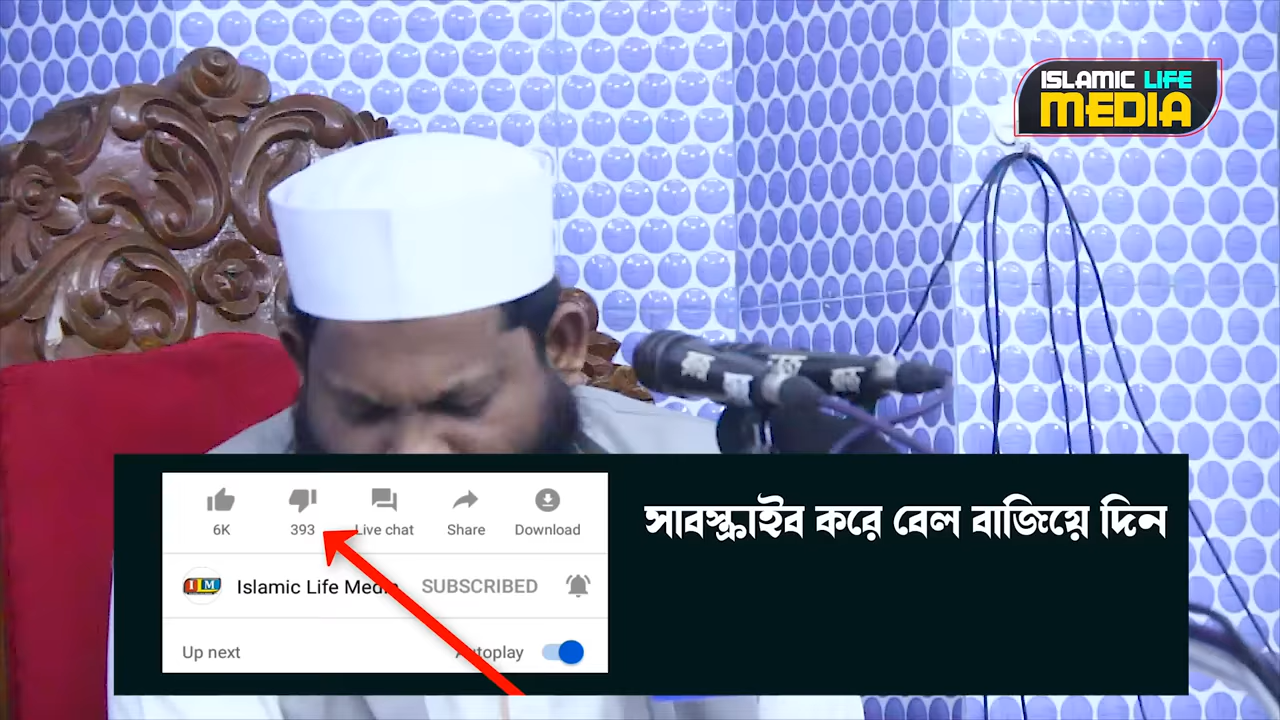 ISLAMIC LIFE
MEDIA
6K
393
Live chat
Share
Download
ILM
Islamic Life Media
SUBSCRIBED
Up next
Autoplay
সাবস্ক্রাইব করে বেল বাজিয়ে দিন